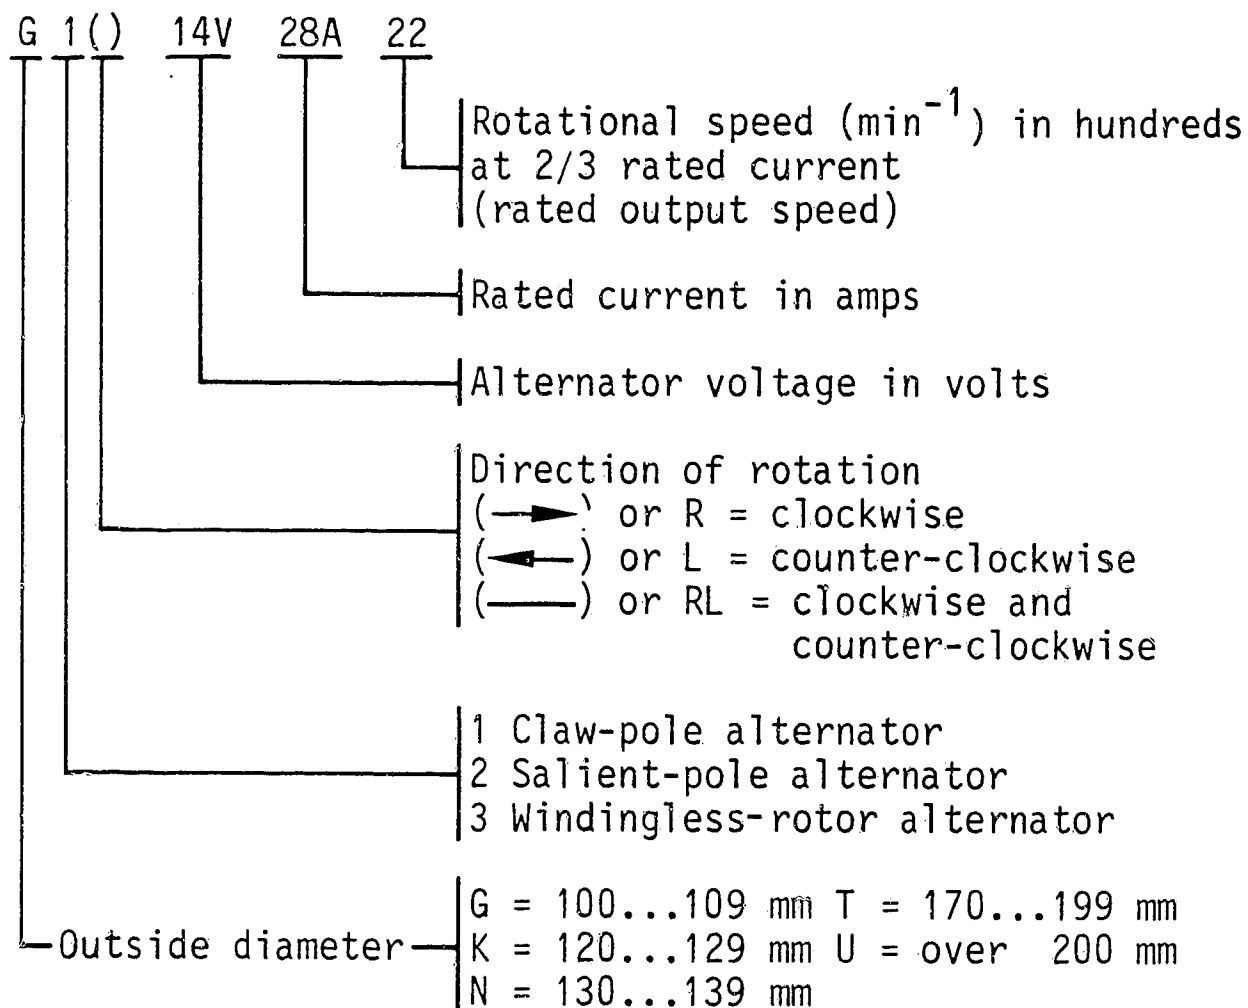 G 1() 14V 28A 22
Rotational speed (min⁻¹) in hundreds
at 2/3 rated current
(rated output speed)
Rated current in amps
Alternator voltage in volts
Direction of rotation
(→) or R = clockwise
(←) or L = counter-clockwise
(—) or RL = clockwise and
counter-clockwise
1 Claw-pole alternator
2 Salient-pole alternator
3 Windingless-rotor alternator
Outside diameter
G = 100...109 mm T = 170...199 mm
K = 120...129 mm U = over 200 mm
N = 130...139 mm